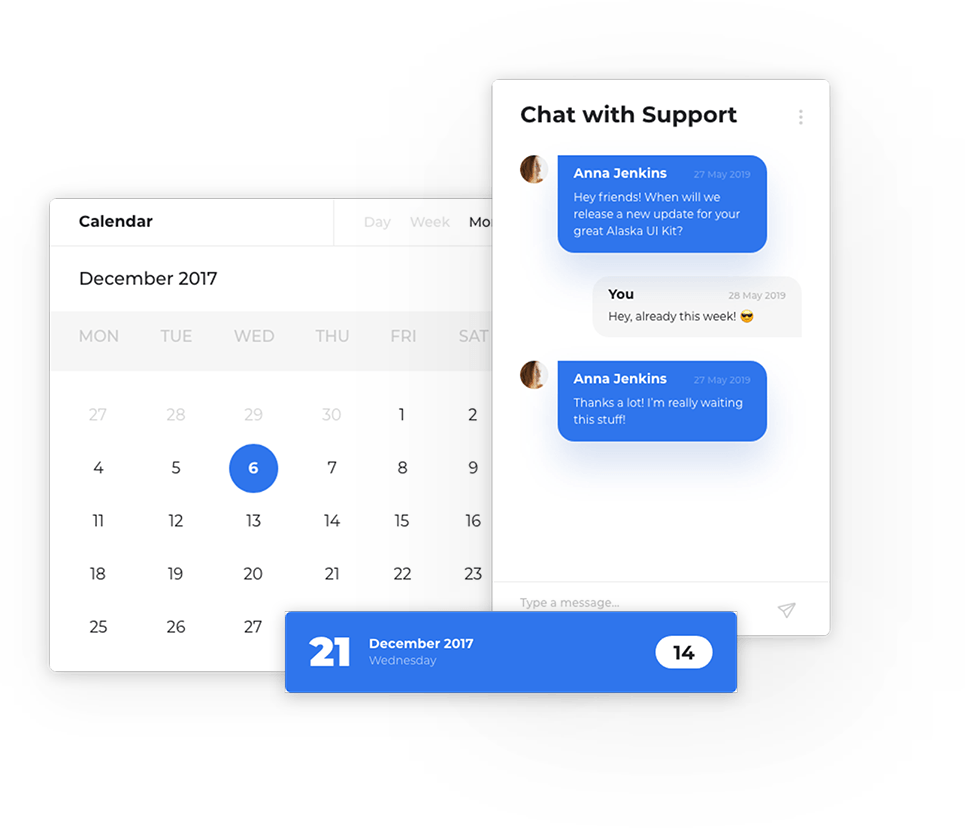 Calendar
Day Week Mon
December 2017
MON TUE WED THU FRI SAT
27 28 29 30 1 2
4 5 6 7 8 9
11 12 13 14 15 16
18 19 20 21 22 23
25 26 27
Chat with Support
Anna Jenkins 27 May 2019
Hey friends! When will we
release a new update for your
great Alaska UI Kit?
You 28 May 2019
Hey, already this week! 😎
Anna Jenkins 27 May 2019
Thanks a lot! I'm really waiting
this stuff!
Type a message...
21 December 2017 14
Wednesday